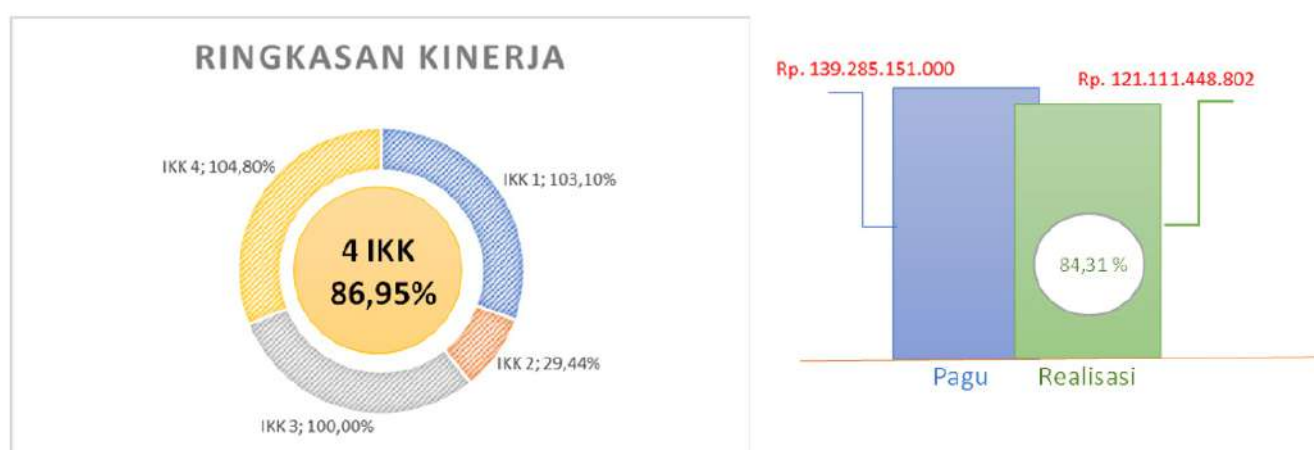 RINGKASAN KINERJA
IKK 4; 104,80%
IKK 1; 103,10%
4 IKK
86,95%
IKK 2; 29,44%
IKK 3; 100,00%
Rp. 139.285.151.000
Rp. 121.111.448.802
84,31 %
Pagu
Realisasi